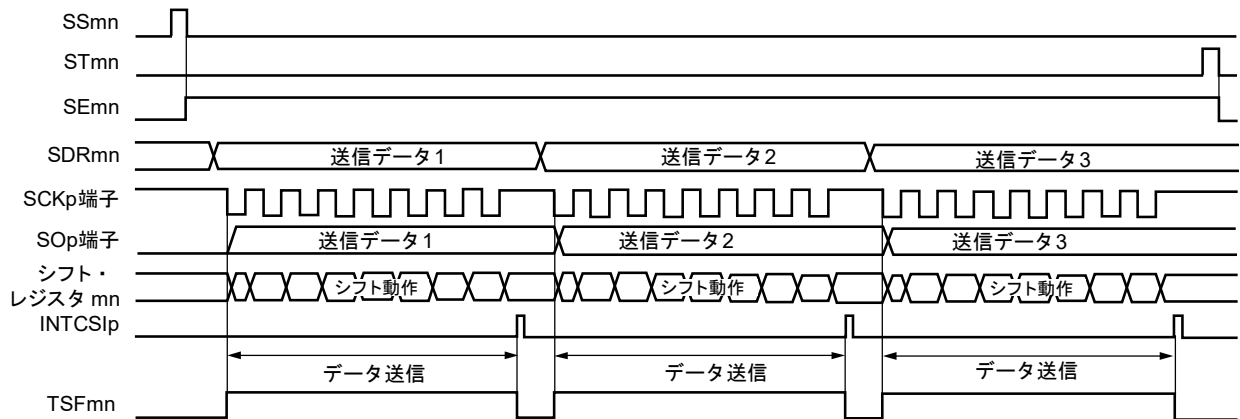 SSmn
STmn
SEmn
SDRmn 送信データ1 送信データ2 送信データ3
SCKp端子
SOp端子 送信データ1 送信データ2 送信データ3
シフト・
レジスタ mn シフト動作 シフト動作 シフト動作
INTCSIp
データ送信 データ送信 データ送信
TSFmn